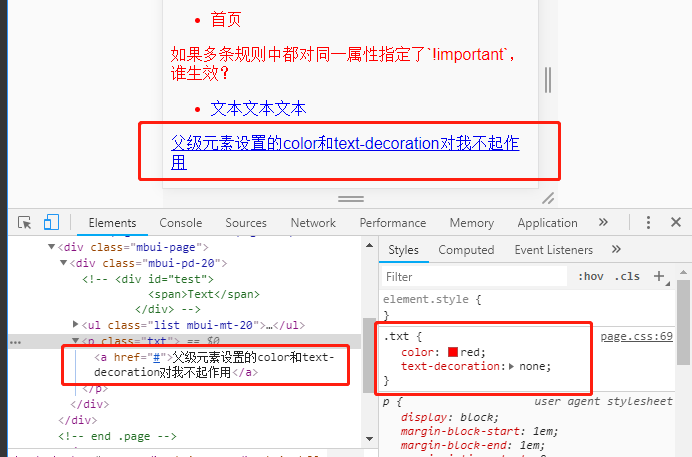 首页
如果多条规则中都对同一属性指定了`!important`，
谁生效？
文本文本文本
父级元素设置的color和text-decoration对我不起作
用
Elements Console Sources Network Performance Memory Application »
<div class="mbui-page">
<div class="mbui-pd-20">
<!-- <div id="test">
<span>Text</span>
</div> -->
<ul class="list mbui-mt-20">…</ul>
<p class="txt"> == $0
<a href="#">父级元素设置的color和text-
decoration对我不起作用</a>
</p>
</div>
</div>
<!-- end .page -->
Styles Computed Event Listeners »
Filter :hov .cls +
element.style {
}
.txt { page.css:69
color: red;
text-decoration: none;
}
p { user agent stylesheet
display: block;
margin-block-start: 1em;
margin-block-end: 1em;